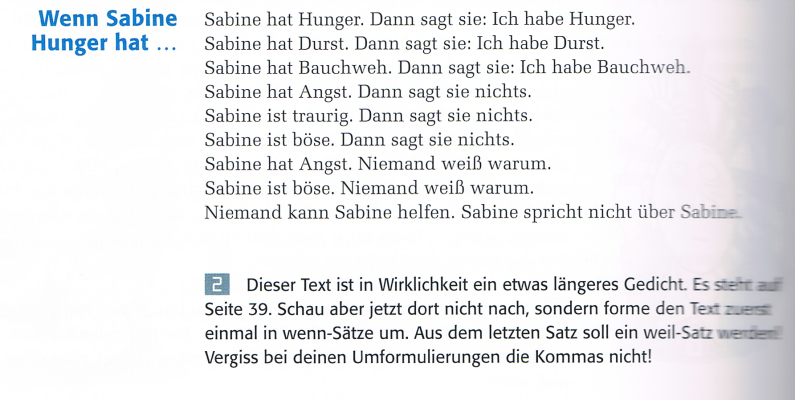 Wenn Sabine
Hunger hat ...
Sabine hat Hunger. Dann sagt sie: Ich habe Hunger.
Sabine hat Durst. Dann sagt sie: Ich habe Durst.
Sabine hat Bauchweh. Dann sagt sie: Ich habe Bauchweh.
Sabine hat Angst. Dann sagt sie nichts.
Sabine ist traurig. Dann sagt sie nichts.
Sabine ist böse. Dann sagt sie nichts.
Sabine hat Angst. Niemand weiß warum.
Sabine ist böse. Niemand weiß warum.
Niemand kann Sabine helfen. Sabine spricht nicht über Sabine.
2 Dieser Text ist in Wirklichkeit ein etwas längeres Gedicht. Es steht auf
Seite 39. Schau aber jetzt dort nicht nach, sondern forme den Text zuerst
einmal in wenn-Sätze um. Aus dem letzten Satz soll ein weil-Satz werden!
Vergiss bei deinen Umformulierungen die Kommas nicht!